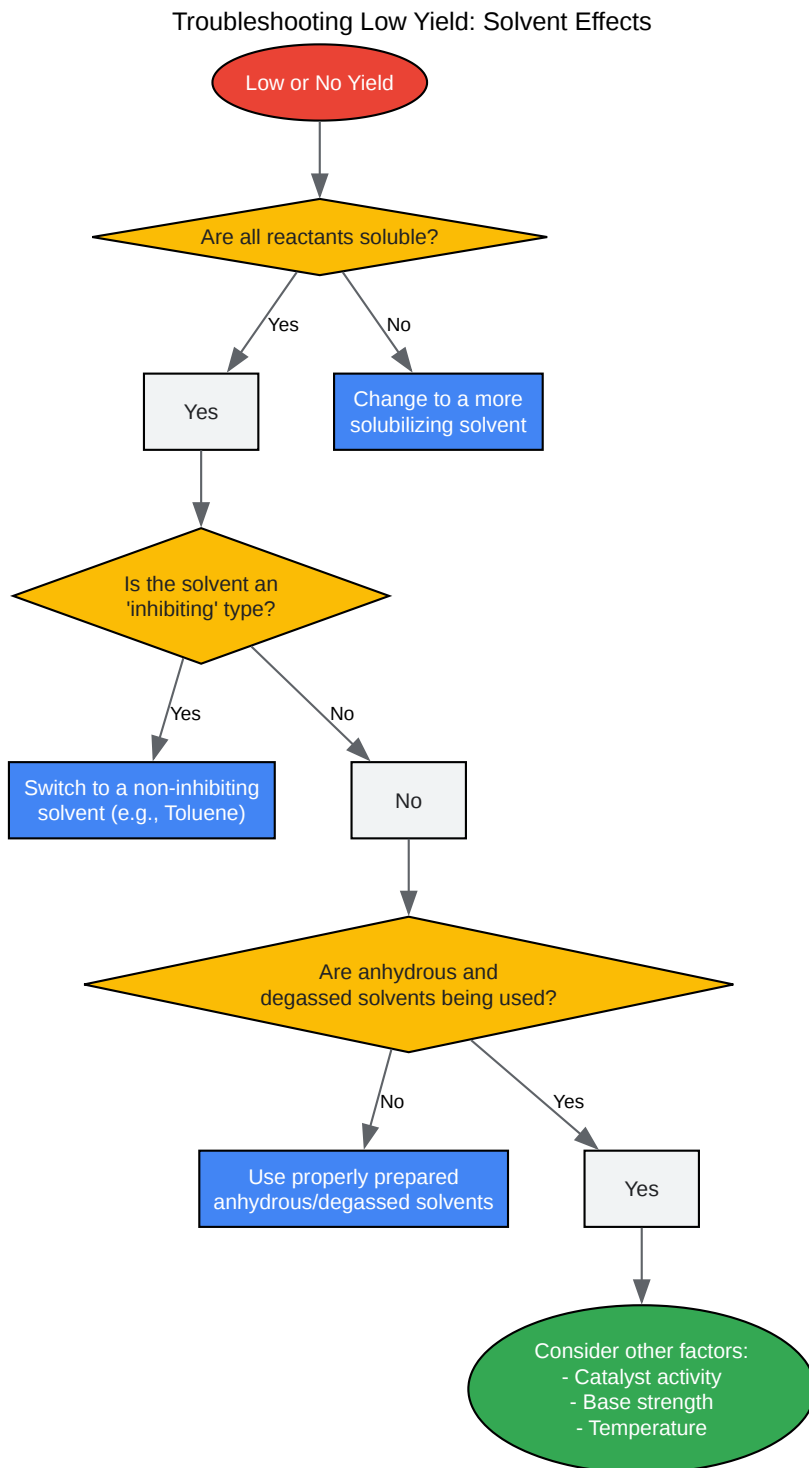 Troubleshooting Low Yield: Solvent Effects
Low or No Yield
Are all reactants soluble?
Yes
No
Yes
Change to a more
solubilizing solvent
Is the solvent an
'inhibiting' type?
Yes
No
Switch to a non-inhibiting
solvent (e.g., Toluene)
No
Are anhydrous and
degassed solvents being used?
No
Yes
Use properly prepared
anhydrous/degassed solvents
Yes
Consider other factors:
- Catalyst activity
- Base strength
- Temperature